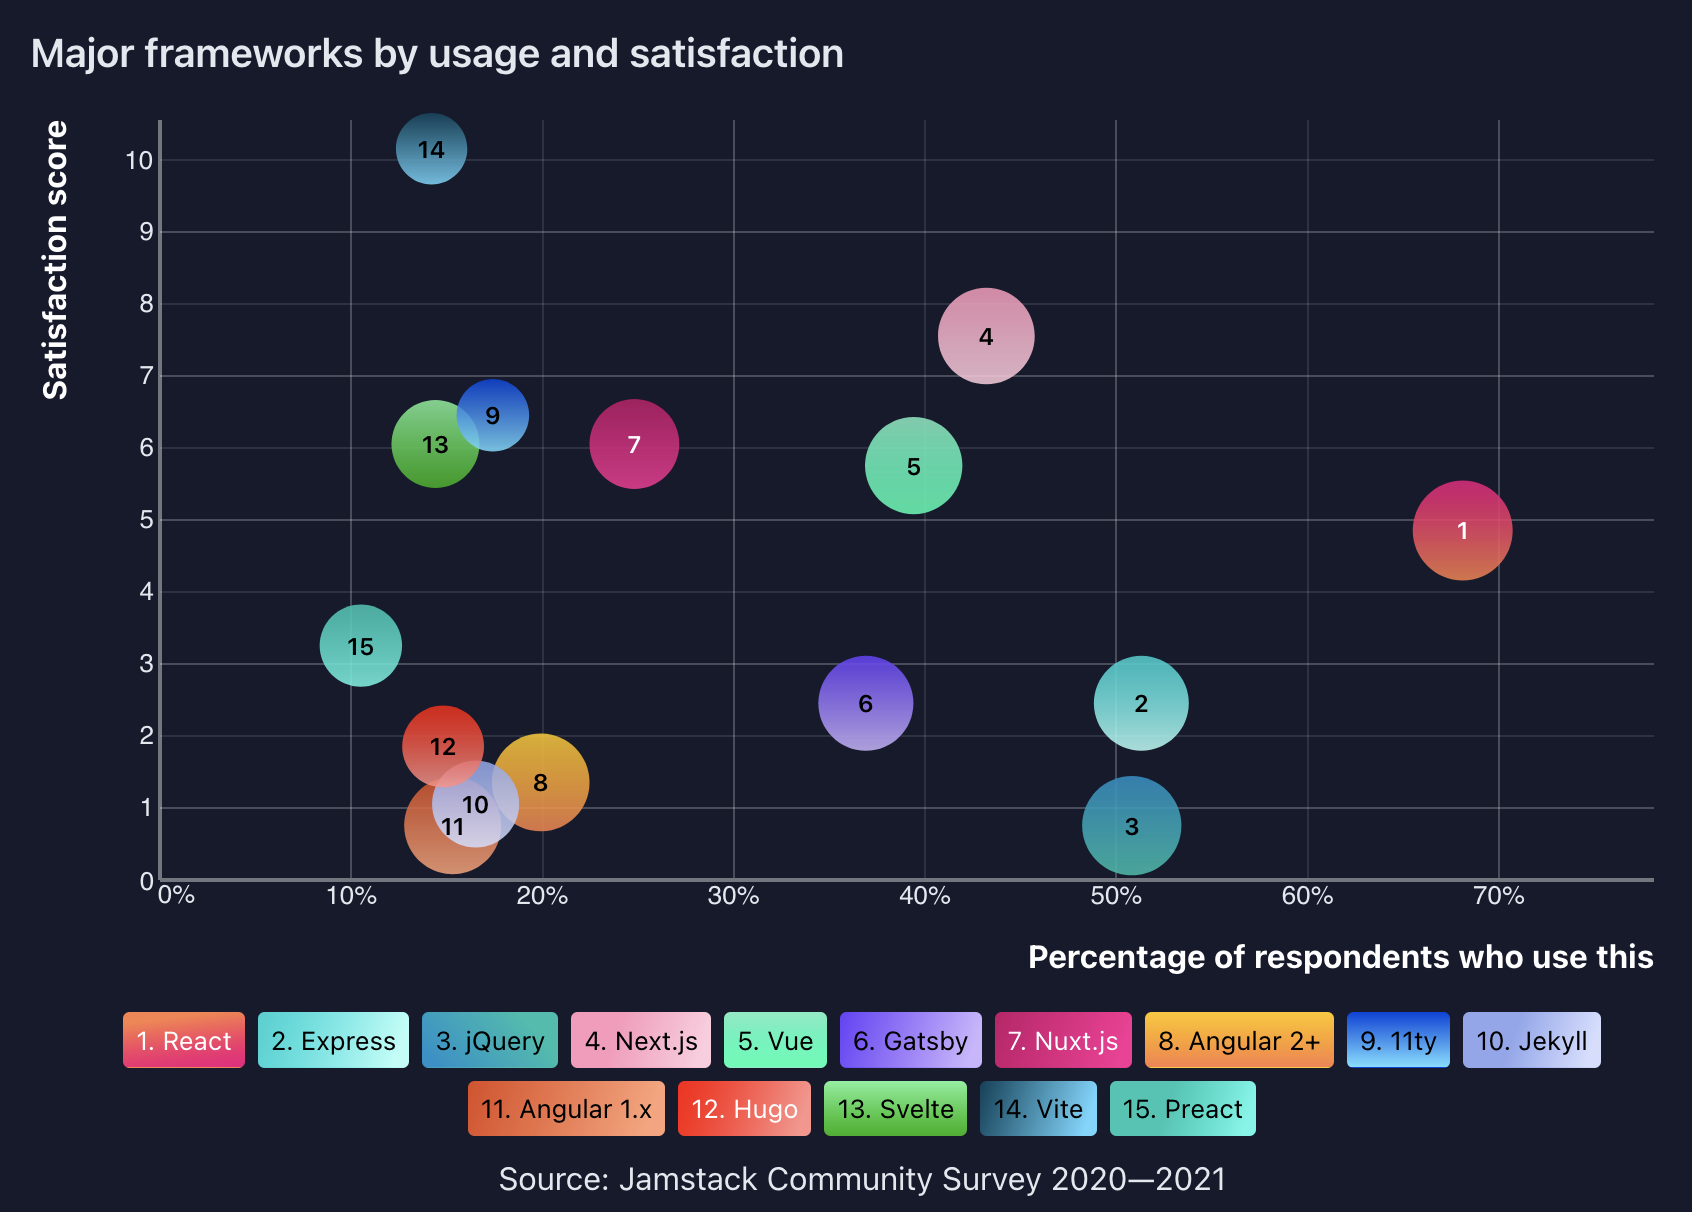 Major frameworks by usage and satisfaction
Satisfaction score
10
9
8
7
6
5
4
3
2
1
0
14
4
9
13
7
5
1
15
6
2
12
8
10
11
3
0%
10%
20%
30%
40%
50%
60%
70%
Percentage of respondents who use this
1. React
2. Express
3. jQuery
4. Next.js
5. Vue
6. Gatsby
7. Nuxt.js
8. Angular 2+
9. 11ty
10. Jekyll
11. Angular 1.x
12. Hugo
13. Svelte
14. Vite
15. Preact
Source: Jamstack Community Survey 2020—2021